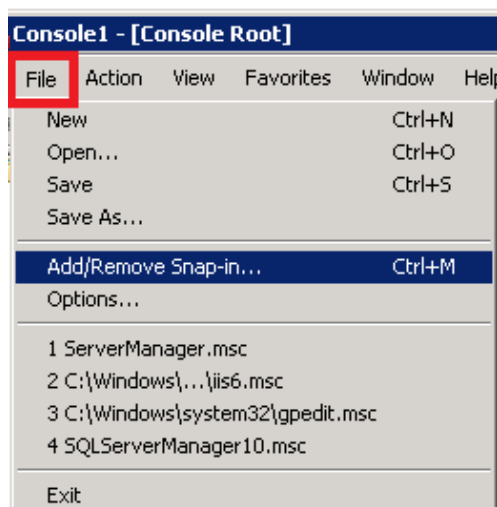 Console1 - [Console Root]
File Action View Favorites Window Help
New Ctrl+N
Open... Ctrl+O
Save Ctrl+S
Save As...
Add/Remove Snap-in... Ctrl+M
Options...
1 ServerManager.msc
2 C:\Windows\...\iis6.msc
3 C:\Windows\system32\gpedit.msc
4 SQLServerManager10.msc
Exit